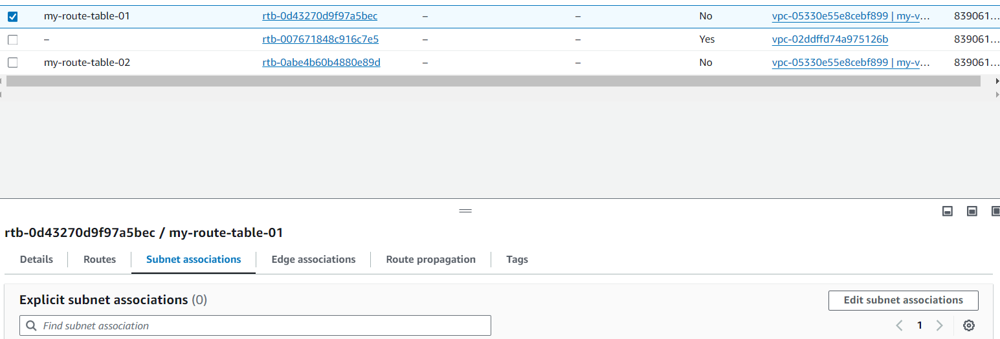 my-route-table-01 rtb-0d43270d9f97a5bec – – No vpc-05330e55e8cebf899 | my-v… 839061…
– rtb-007671848c916c7e5 – – Yes vpc-02ddffd74a975126b 839061…
my-route-table-02 rtb-0abe4b60b4880e89d – – No vpc-05330e55e8cebf899 | my-v… 839061…
rtb-0d43270d9f97a5bec / my-route-table-01
Details Routes Subnet associations Edge associations Route propagation Tags
Explicit subnet associations (0) Edit subnet associations
Find subnet association 1